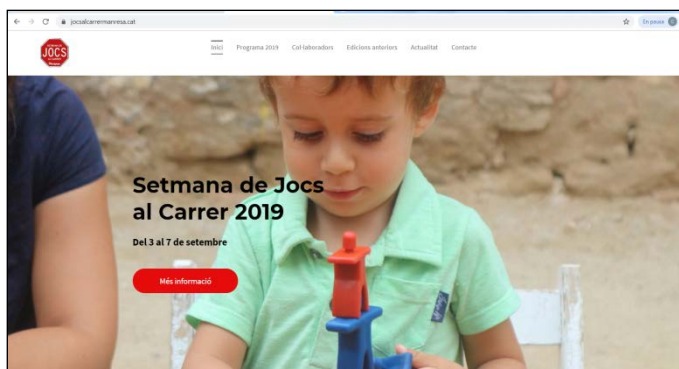 jocsalcarrermanresa.cat
En pausa
JOCS
Inici Programa 2019 Col·laboradors Edicions anteriors Actualitat Contacte
Setmana de Jocs
al Carrer 2019
Del 3 al 7 de setembre
Més informació